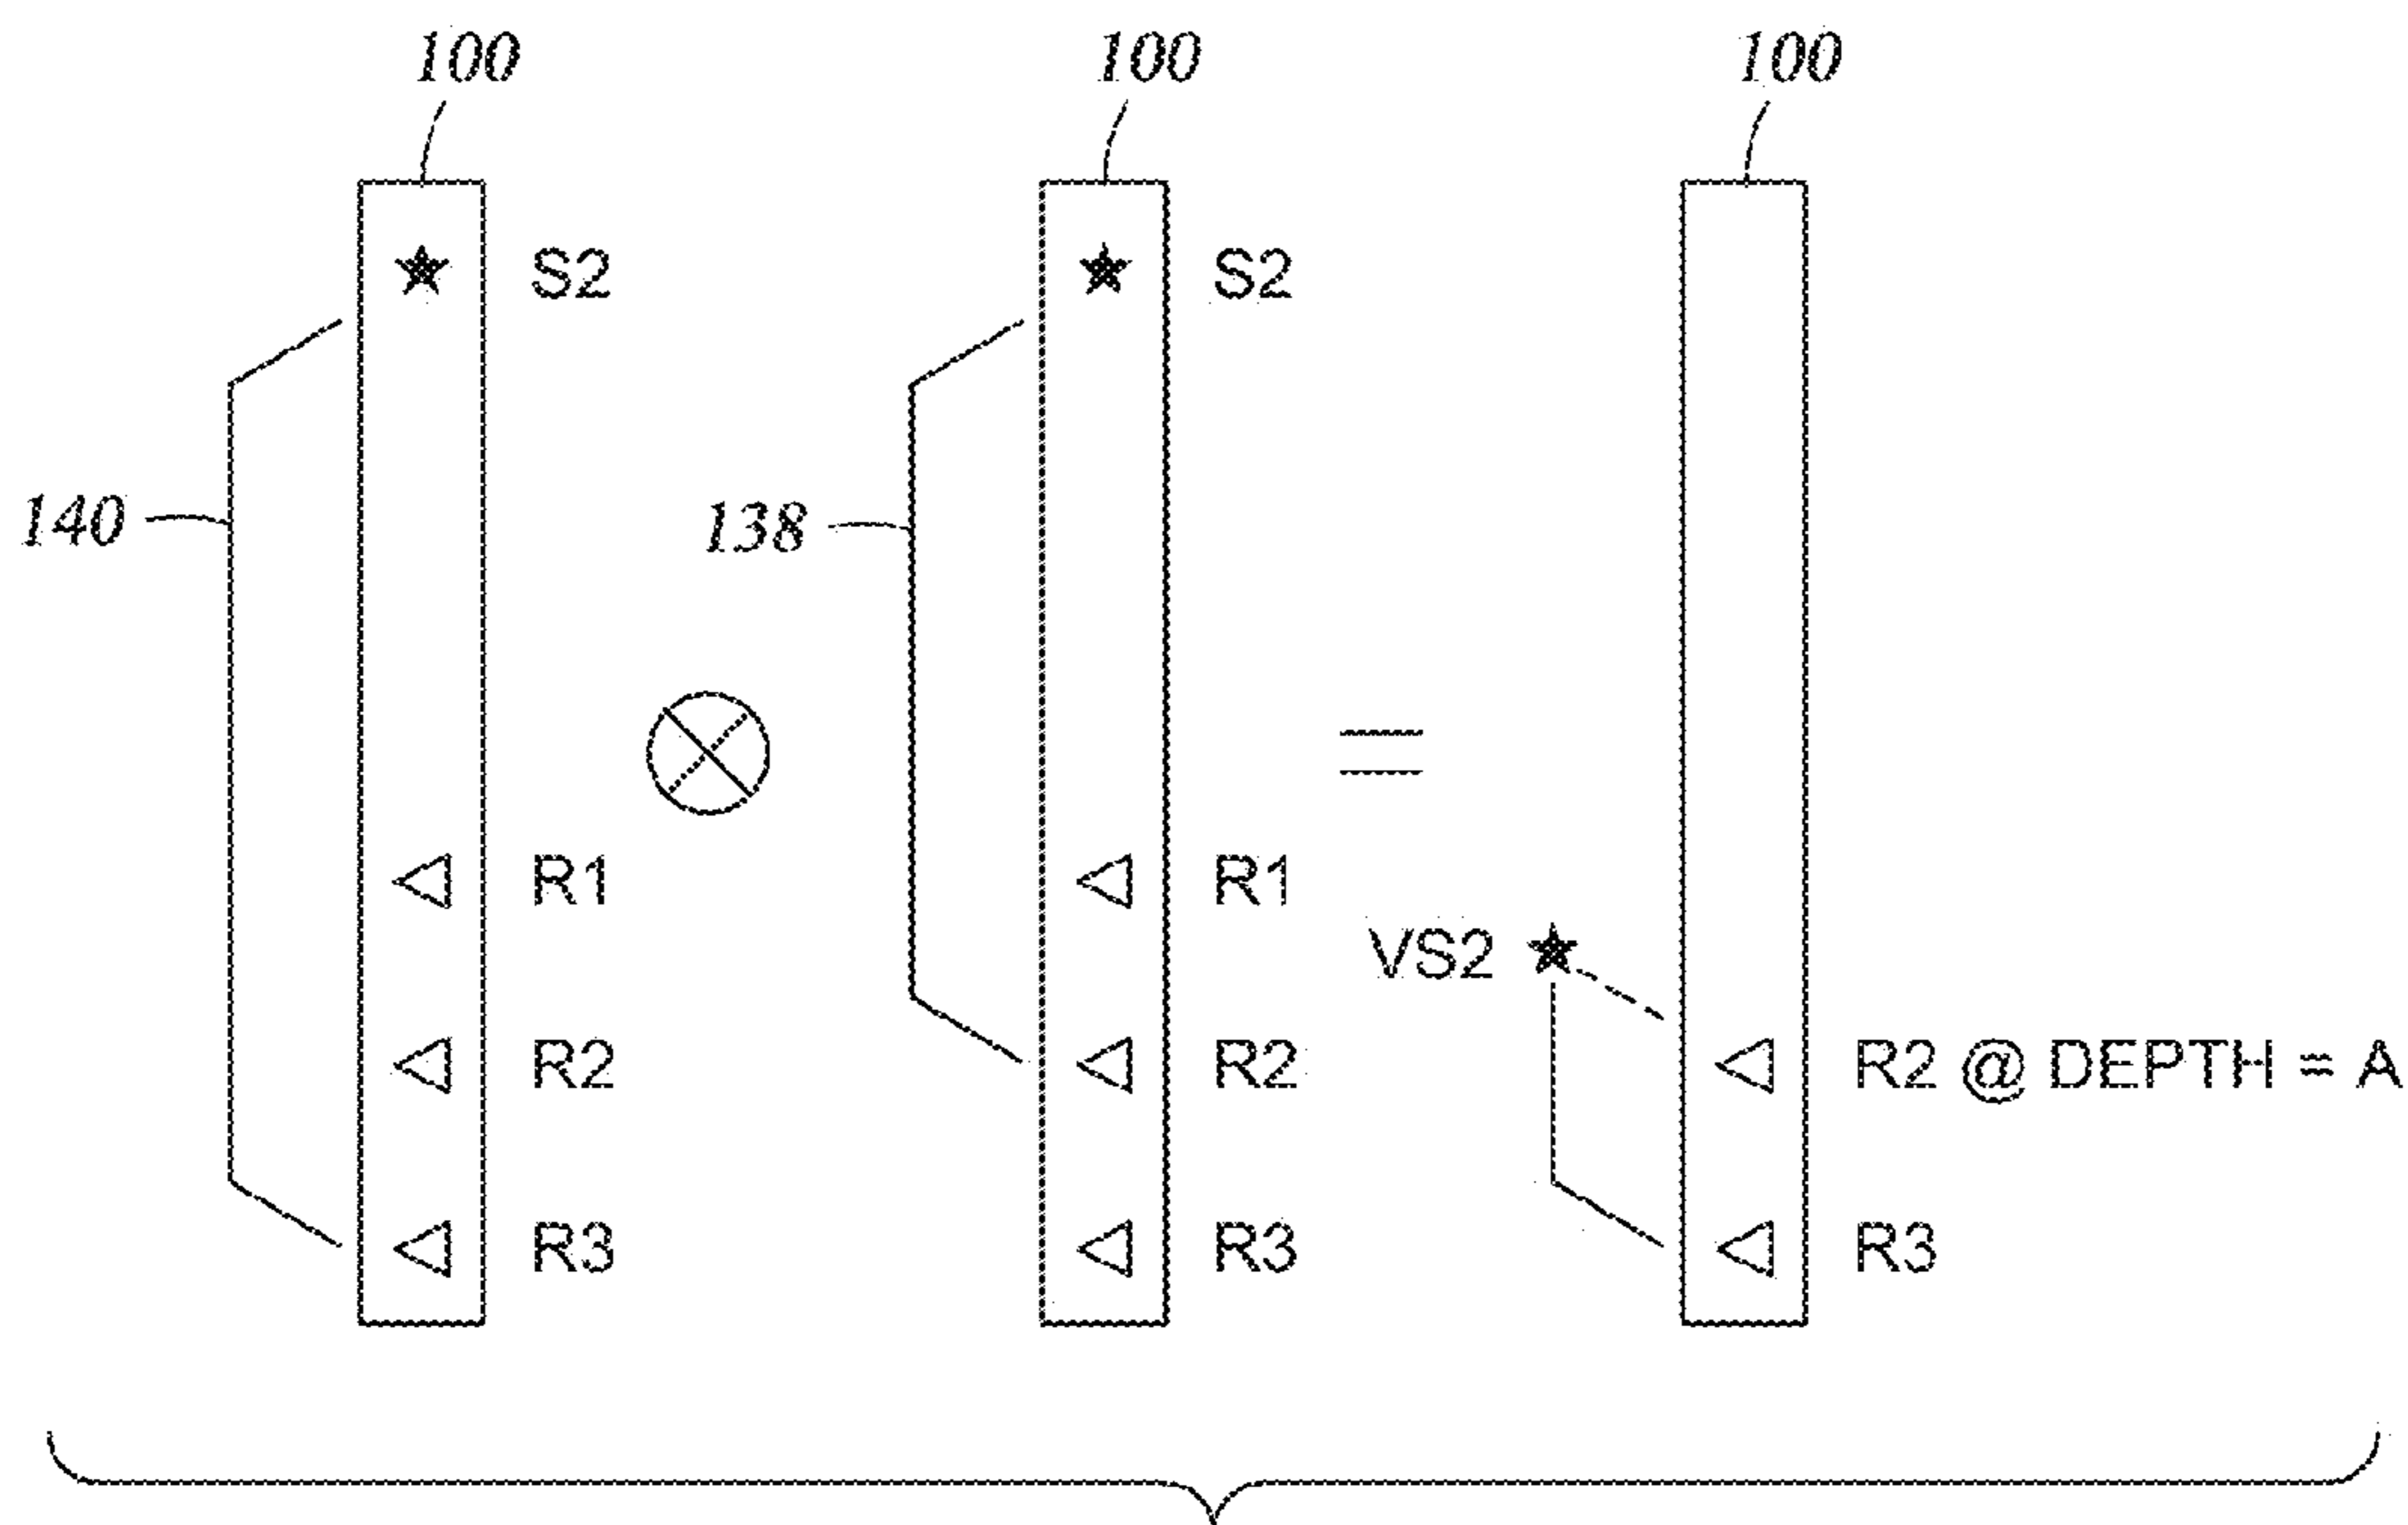 100 100 100
S2 S2
140 138
R1 R1
VS2
R2 R2 R2 @ DEPTH = A
R3 R3 R3